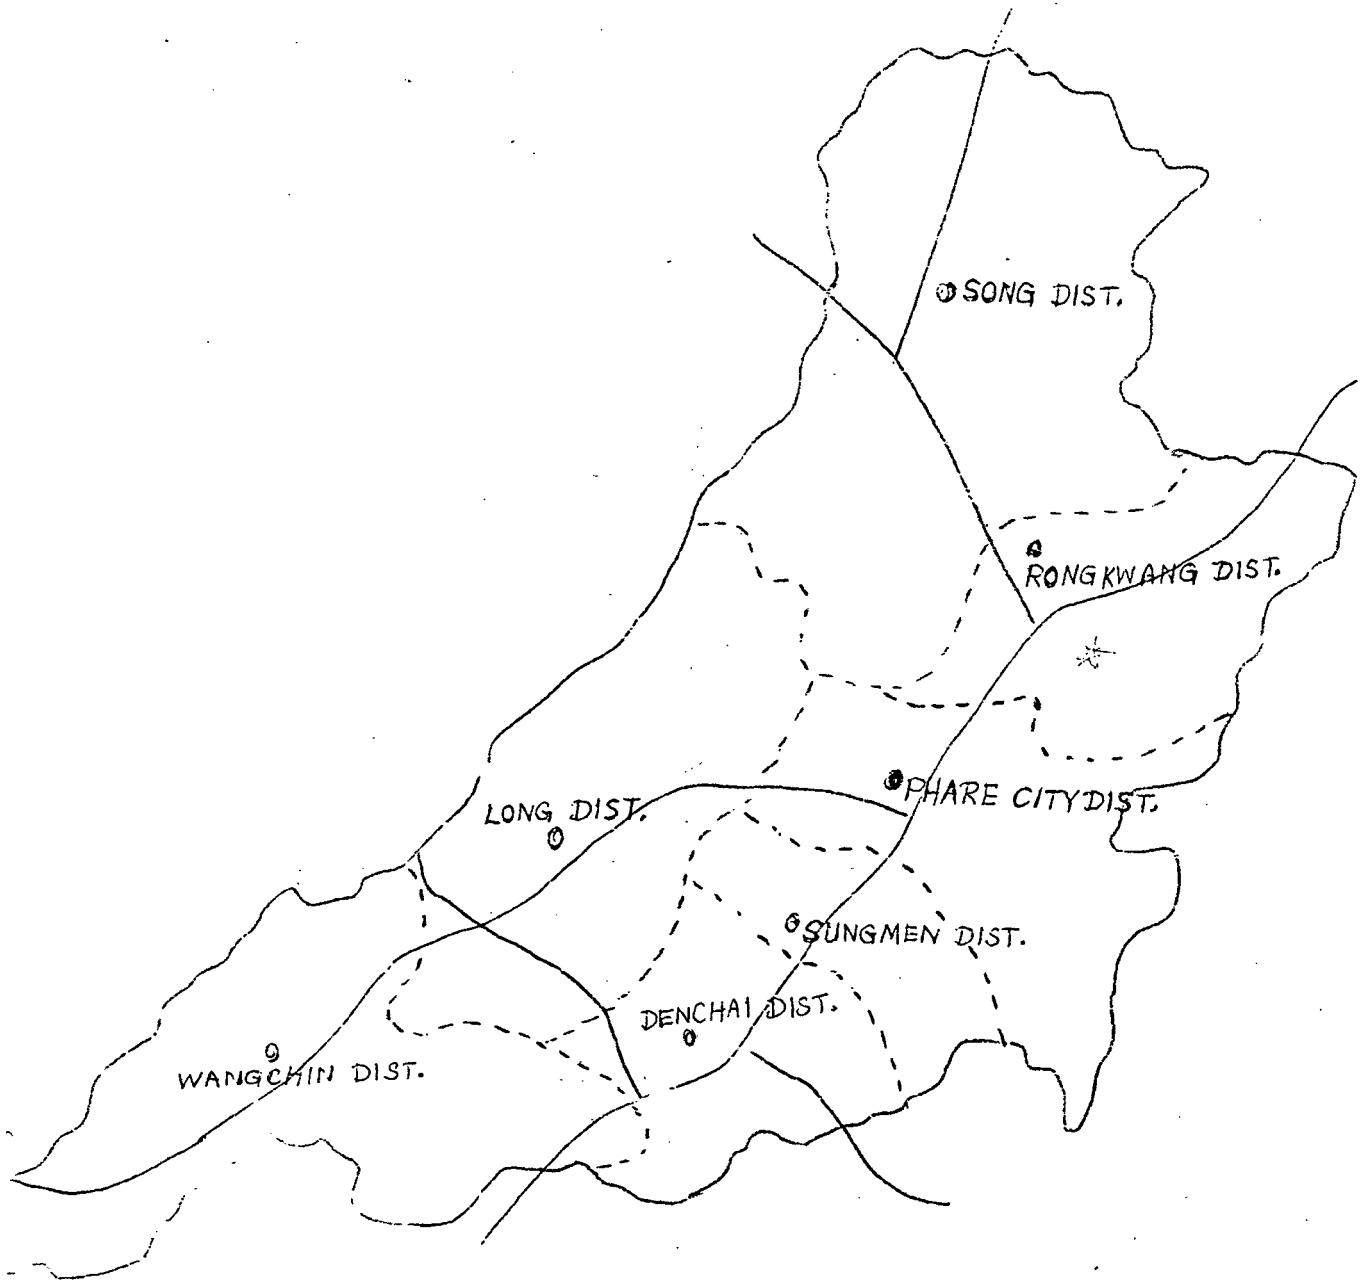 SONG DIST.
RONGKWANG DIST.
PHARE CITY DIST.
LONG DIST.
SUNGMEN DIST.
DENCHAI DIST.
WANGCHIN DIST.